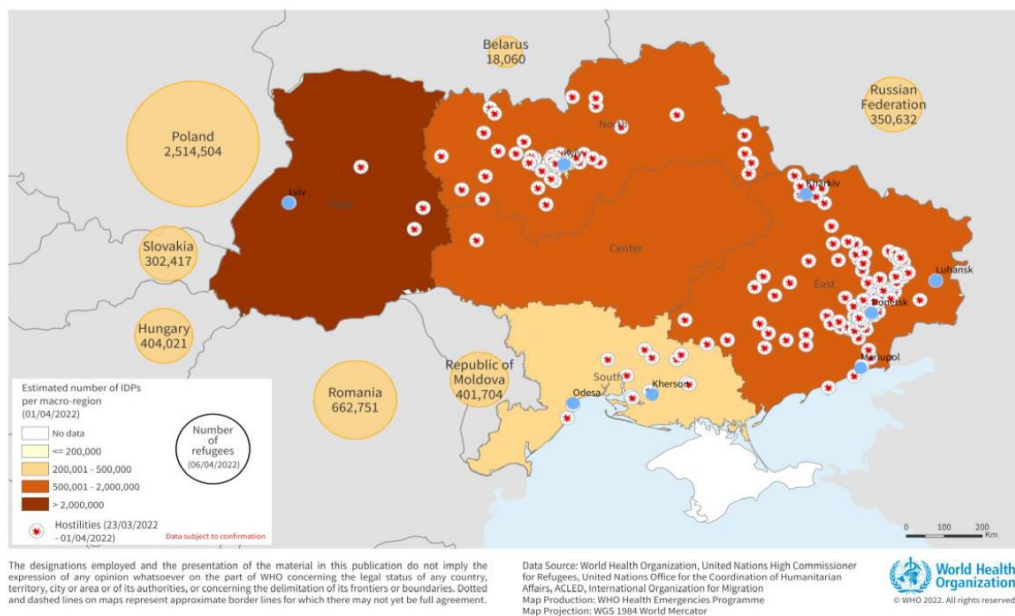 Belarus
18,060
Russian
Federation
350,632
Poland
2,514,504
North
Kyiv
Lviv
Kharkiv
Slovakia
302,417
Center
East
Luhansk
Donetsk
Hungary
404,021
Mariupol
Republic of
Moldova
401,704
Romania
662,751
South
Kherson
Odesa
Estimated number of IDPs
per macro-region
(01/04/2022)
No data
<= 200,000
200,001 - 500,000
500,001 - 2,000,000
> 2,000,000
Hostilities (23/03/2022
- 01/04/2022)
Data subject to confirmation
Number
of
refugees
(06/04/2022)
0 100 200
Km
The designations employed and the presentation of the material in this publication do not imply the
expression of any opinion whatsoever on the part of WHO concerning the legal status of any country,
territory, city or area or of its authorities, or concerning the delimitation of its frontiers or boundaries. Dotted
and dashed lines on maps represent approximate border lines for which there may not yet be full agreement.
Data Source: World Health Organization, United Nations High Commissioner
for Refugees, United Nations Office for the Coordination of Humanitarian
Affairs, ACLED, International Organization for Migration
Map Production: WHO Health Emergencies Programme
Map Projection: WGS 1984 World Mercator
World Health
Organization
© WHO 2022. All rights reserved